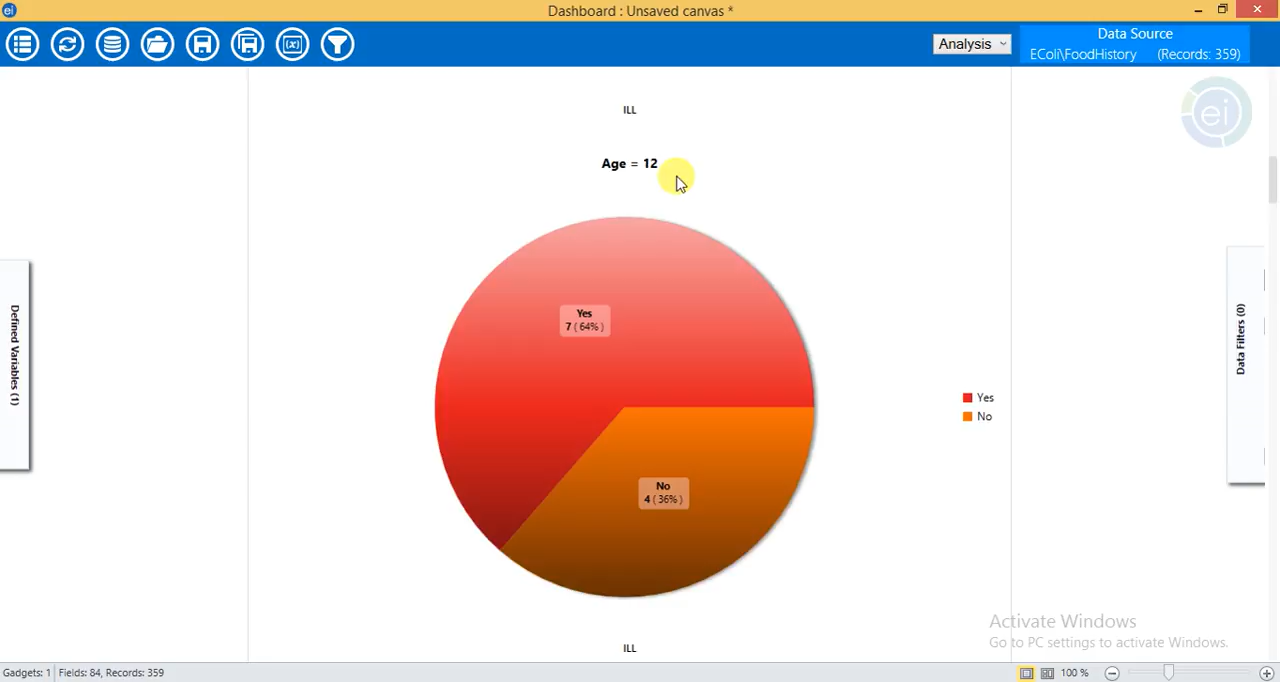 ei
Dashboard : Unsaved canvas *
(x)
Analysis
Data Source
EColi\FoodHistory (Records: 359)
ei
ILL
Age = 12
Yes
7 ( 64% )
No
4 ( 36% )
Yes
No
Defined Variables (1)
Data Filters (0)
ILL
Activate Windows
Go to PC settings to activate Windows.
Gadgets: 1 Fields: 84, Records: 359
100 %